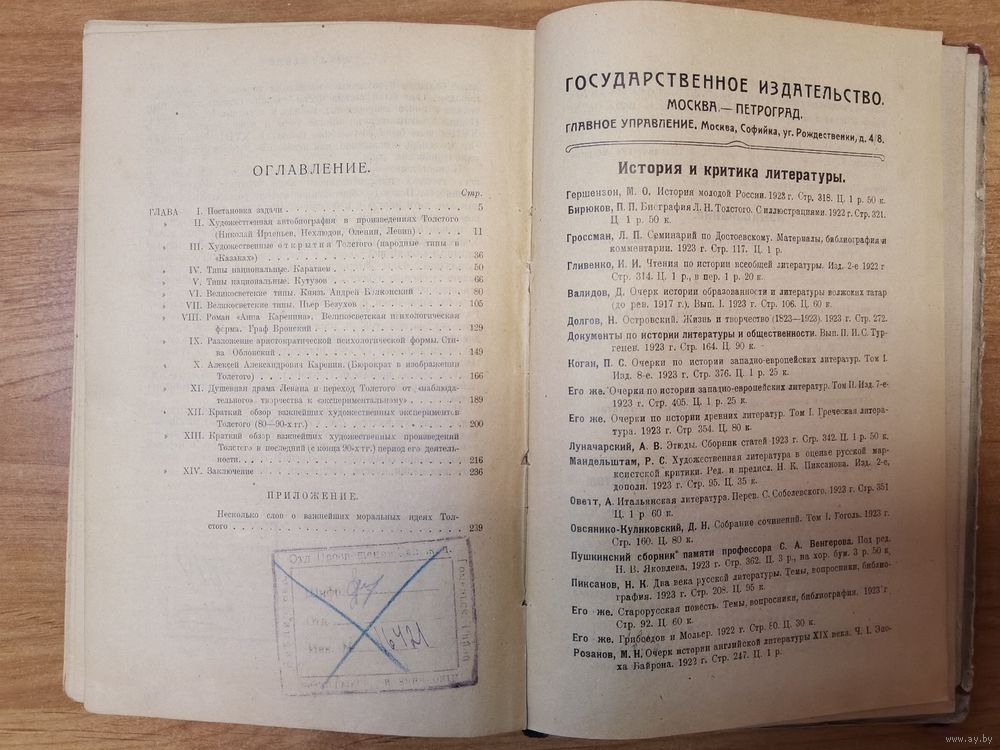 ОГЛАВЛЕНИЕ.
Стр.
ГЛАВА I. Постановка задачи . . . 5
» II. Художественная автобиография в произведениях Толстого
(Николай Иртеньев, Нехлюдов, Оленин, Левин) . . . 11
» III. Художественные открытия Толстого (народные типы в
«Казаках» . . . 36
» IV. Типы национальные. Каратаев . . . 50
» V. Типы национальные. Кутузов . . . 66
» VI. Великосветские типы. Князь Андрей Болконский . . . 80
» VII. Великосветские типы. Пьер Безухов . . . 105
» VIII. Роман «Анна Каренина». Великосветская психологическая
форма. Граф Вронский . . . 129
» IX. Разложение аристократической психологической формы. Сти-
ва Облонский . . . 149
» X. Алексей Александрович Каренин. (Бюрократ в изображении
Толстого) . . . 166
» XI. Душевная драма Левина и переход Толстого от «наблюда-
тельного» творчества к «экспериментальному» . . . 189
» XII. Краткий обзор важнейших художественных экспериментов
Толстого (80—90-х гг.) . . . 200
» XIII. Краткий обзор важнейших художественных произведений
Толстого в последний (с конца 90-х гг.) период его деятель-
ности . . . 216
» XIV. Заключение . . . 236
ПРИЛОЖЕНИЕ.
Несколько слов о важнейших моральных идеях Тол-
стого . . . 239
Шифр
Отд.
Инв. № 16421
ГОСУДАРСТВЕННОЕ ИЗДАТЕЛЬСТВО.
МОСКВА.—ПЕТРОГРАД.
ГЛАВНОЕ УПРАВЛЕНИЕ. Москва, Софийка, уг. Рождественки, д. 4/8.
История и критика литературы.
Гершензон, М. О. История молодой России. 1923 г. Стр. 318. Ц. 1 р. 50 к.
Бирюков, П. П. Биография Л. Н. Толстого. С иллюстрациями. 1922 г. Стр. 321.
Ц. 1 р. 50 к.
Гроссман, Л. П. Семинарий по Достоевскому. Материалы, библиография и
комментарии. 1923 г. Стр. 117. Ц. 1 р.
Гливенко, И. И. Чтения по истории всеобщей литературы. Изд. 2-е 1922 г
Стр. 314. Ц. 1 р., в пер. 1 р. 20 к.
Валидов, Д. Очерк истории образованности и литературы волжских татар
(до рев. 1917 г.), Вып. I. 1923 г. Стр. 106. Ц. 60 к.
Долгов, Н. Островский. Жизнь и творчество (1823—1923). 1923 г. Стр. 272.
Документы по истории литературы и общественности. Вып. II. И. С. Тур-
генев. 1923 г. Стр. 164. Ц. 90 к.
Коган, П. С. Очерки по истории западно-европейских литератур. Том I.
Изд. 8-е. 1923 г. Стр. 376. Ц. 1 р. 25 к.
Его же. Очерки по истории западно-европейских литератур. Том II. Изд. 7-е.
1923 г. Стр. 405. Ц. 1 р. 25 к.
Его же. Очерки по истории древних литератур. Том I. Греческая литера-
тура. 1923 г. Стр. 354. Ц. 80 к.
Луначарский, А. В. Этюды. Сборник статей 1923 г. Стр. 342. Ц. 1 р. 50 к.
Мандельштам, Р. С. Художественная литература в оценке русской марк-
систской критики. Ред. и предисл. Н. К. Пиксанова. Изд. 2-е,
дополн. 1923 г. Стр. 95. Ц. 35 к.
Оветт, А. Итальянская литература. Перев. С. Соболевского. 1923 г. Стр. 351
Ц. 1 р. 60 к.
Овсянико-Куликовский, Д. Н. Собрание сочинений. Том I. Гоголь. 1923 г.
Стр. 160. Ц. 80 к.
Пушкинский сборник памяти профессора С. А. Венгерова. Под ред.
Н. В. Яковлева. 1923 г. Стр. 362. Ц. 3 р., на хор. бум. 3 р. 50 к,
Пиксанов, Н. К. Два века русской литературы. Темы, вопросники, библио-
графия. 1923 г. Стр. 208. Ц. 95 к.
Его же. Старорусская повесть. Темы, вопросники, библиография. 1923 г.
Стр. 92. Ц. 60 к.
Его же. Грибоедов и Мольер. 1922 г. Стр. 80. Ц. 30 к.
Розанов, М. Н. Очерк истории английской литературы XIX века. Ч. I. Эпо-
ха Байрона. 1922 г. Стр. 247. Ц. 1 р.
www.ay.by